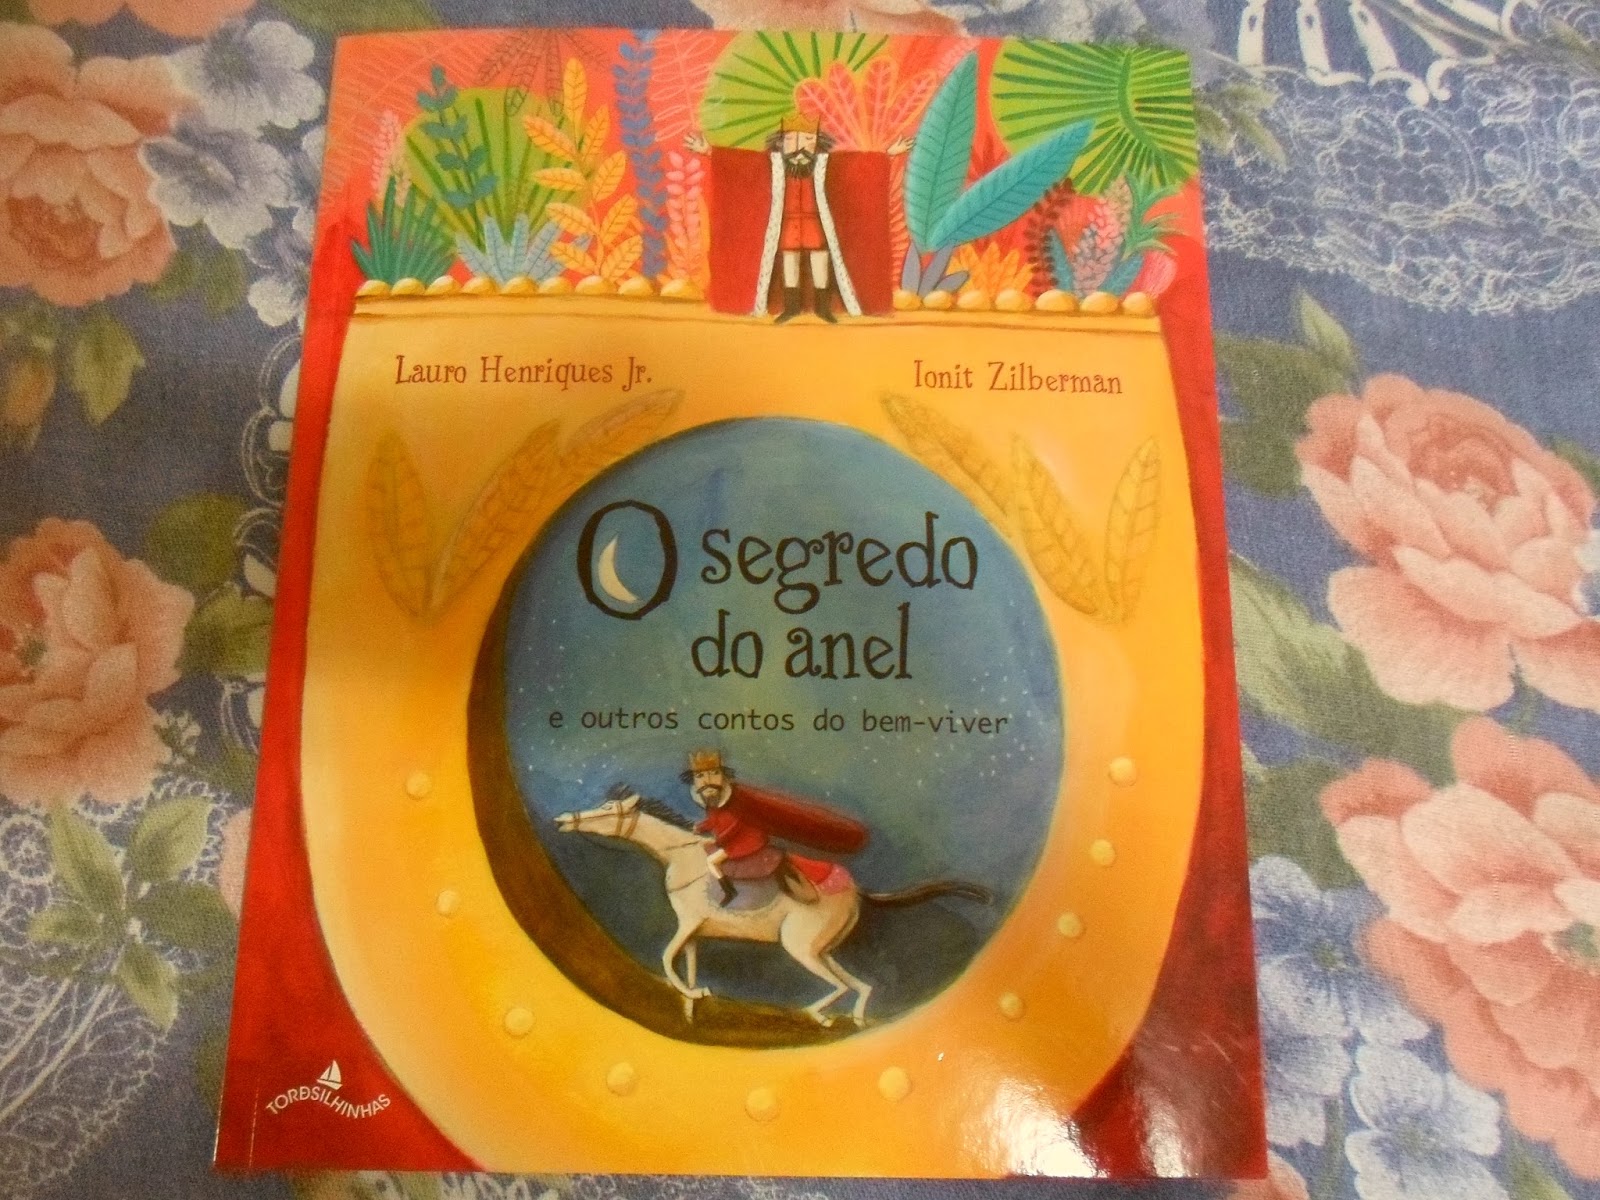 Lauro Henriques Jr.
Ionit Zilberman
O segredo
do anel
e outros contos do bem-viver
TORDSILHINHAS